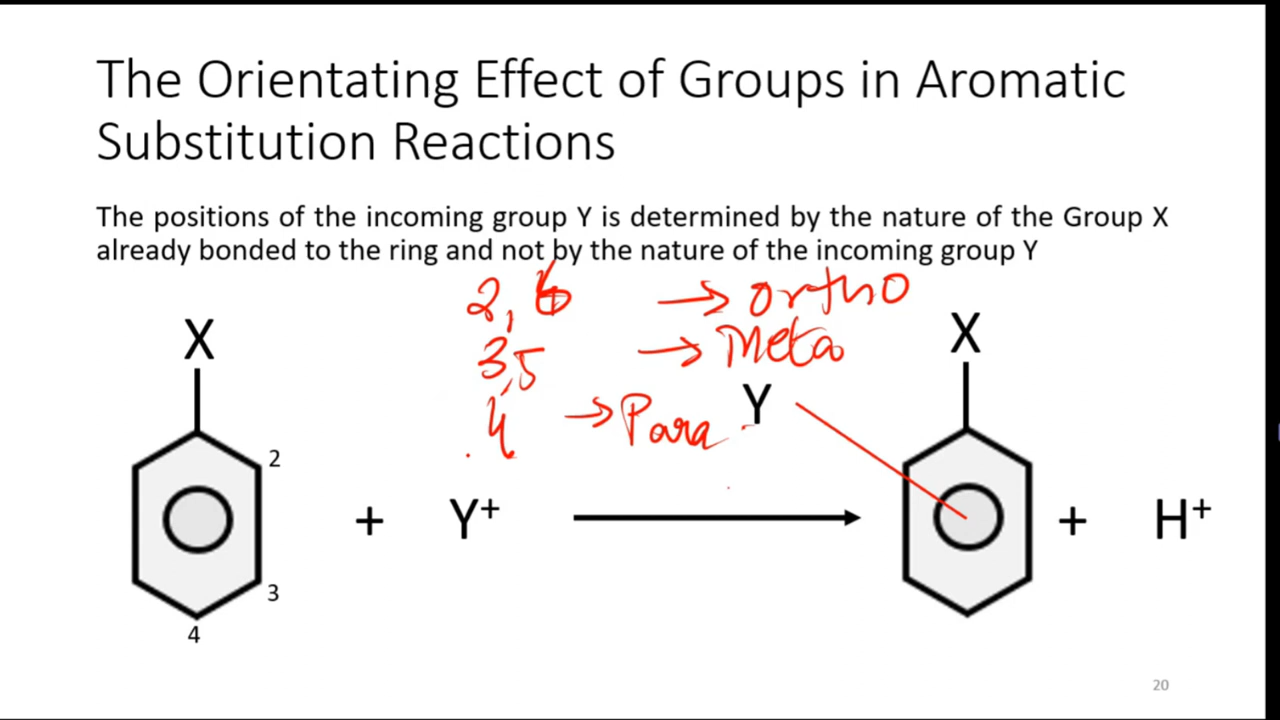 The Orientating Effect of Groups in Aromatic
Substitution Reactions
The positions of the incoming group Y is determined by the nature of the Group X
already bonded to the ring and not by the nature of the incoming group Y
2, 6 → ortho
3,5 → Meta
4 → Para
X
2
3
4
+
Y⁺
Y
X
+
H⁺
20